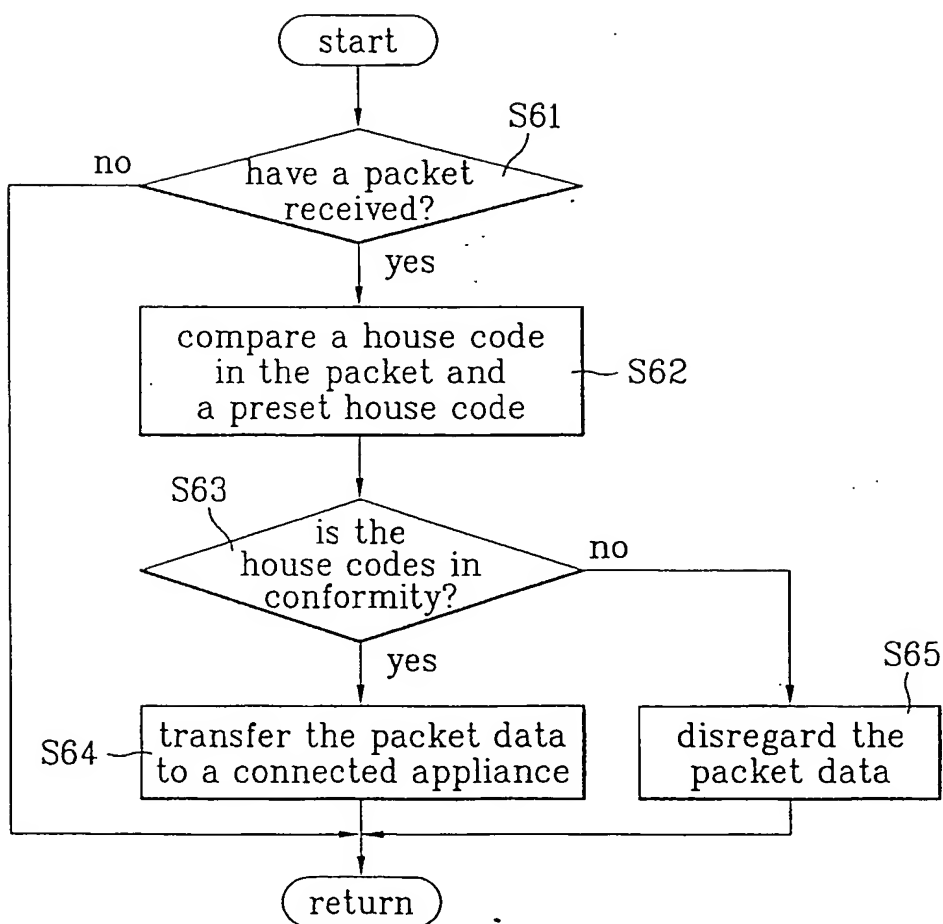 start
S61
no
have a packet
received?
yes
compare a house code
in the packet and
a preset house code
S62
S63
is the
house codes in
conformity?
no
yes
S65
S64
transfer the packet data
to a connected appliance
disregard the
packet data
return